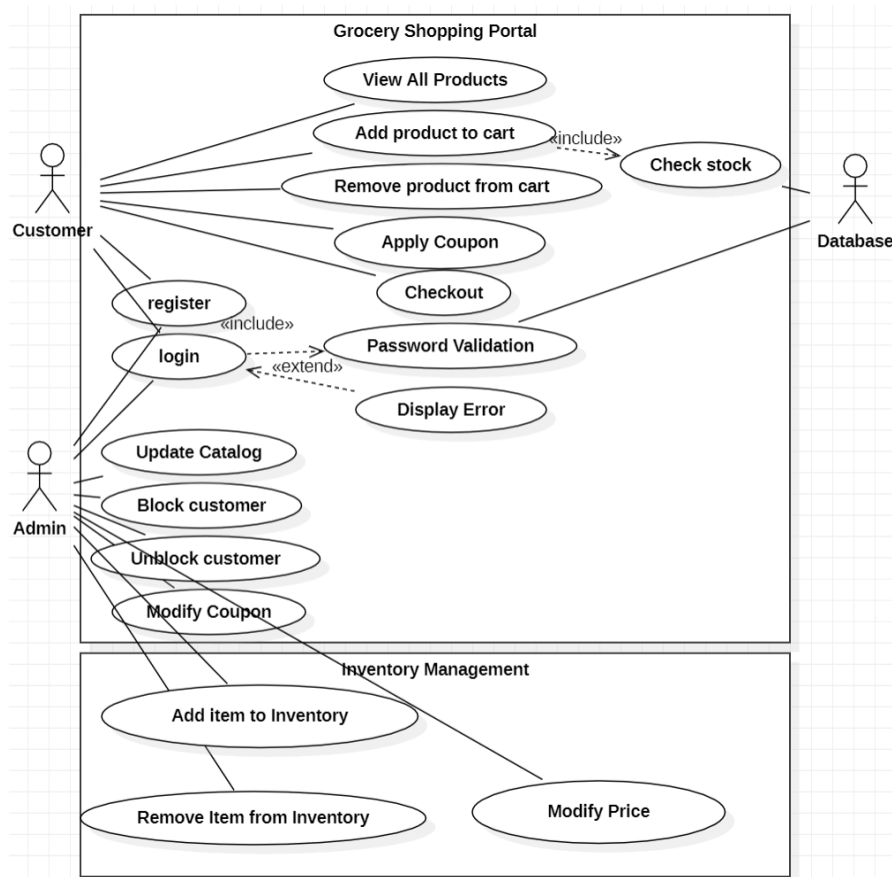 Grocery Shopping Portal
View All Products
Add product to cart
«include»
Check stock
Remove product from cart
Customer
Database
Apply Coupon
Checkout
register
«include»
login
Password Validation
«extend»
Display Error
Update Catalog
Block customer
Admin
Unblock customer
Modify Coupon
Inventory Management
Add item to Inventory
Remove Item from Inventory
Modify Price